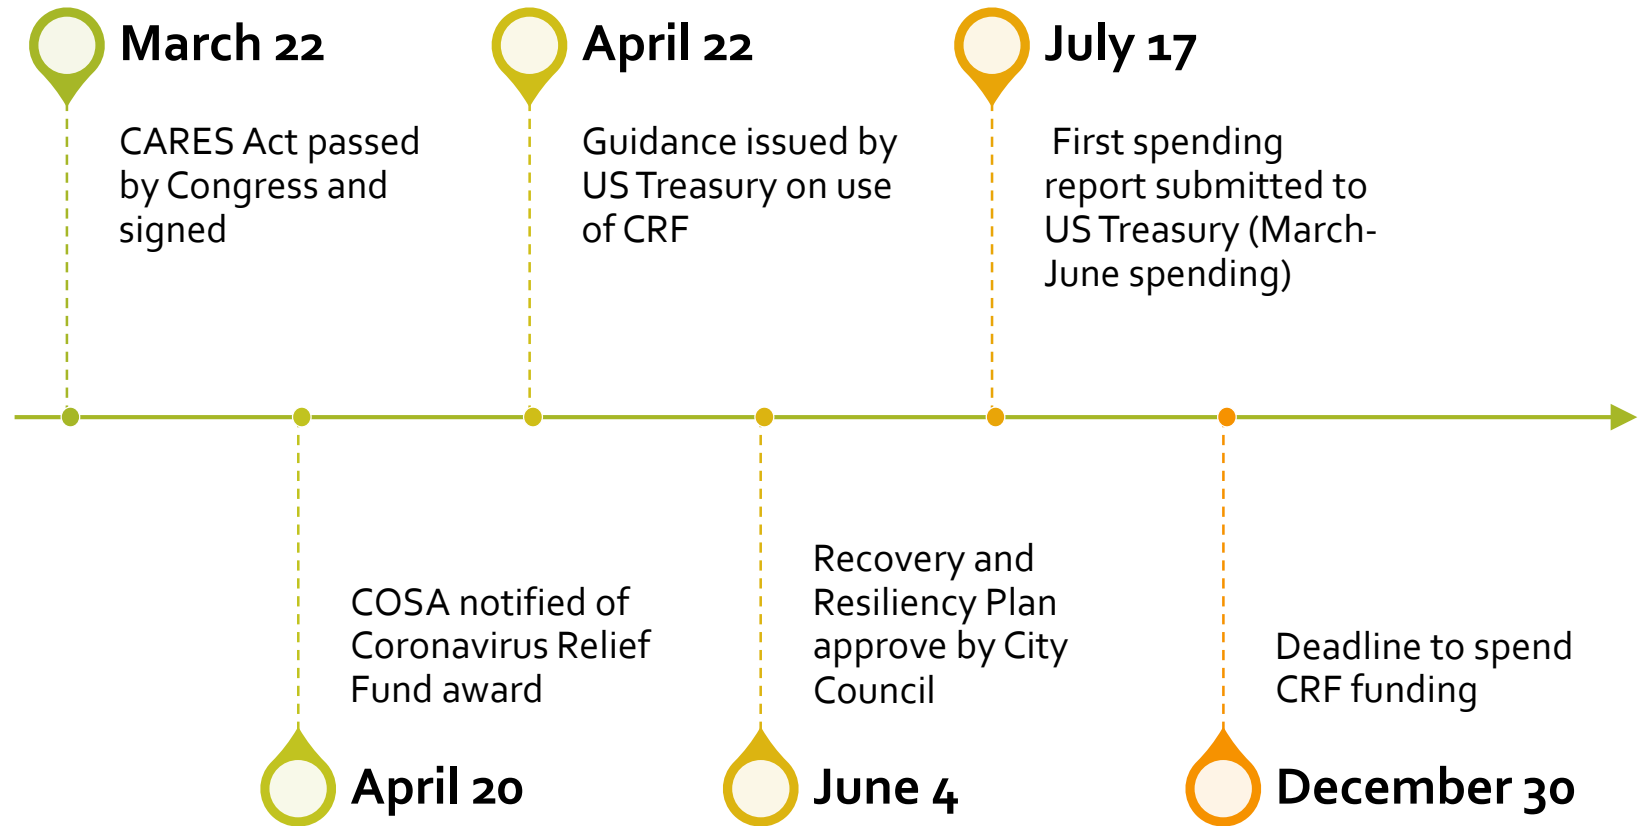 March 22
CARES Act passed
by Congress and
signed
April 20
COSA notified of
Coronavirus Relief
Fund award
April 22
Guidance issued by
US Treasury on use
of CRF
June 4
Recovery and
Resiliency Plan
approve by City
Council
July 17
First spending
report submitted to
US Treasury (March-
June spending)
December 30
Deadline to spend
CRF funding